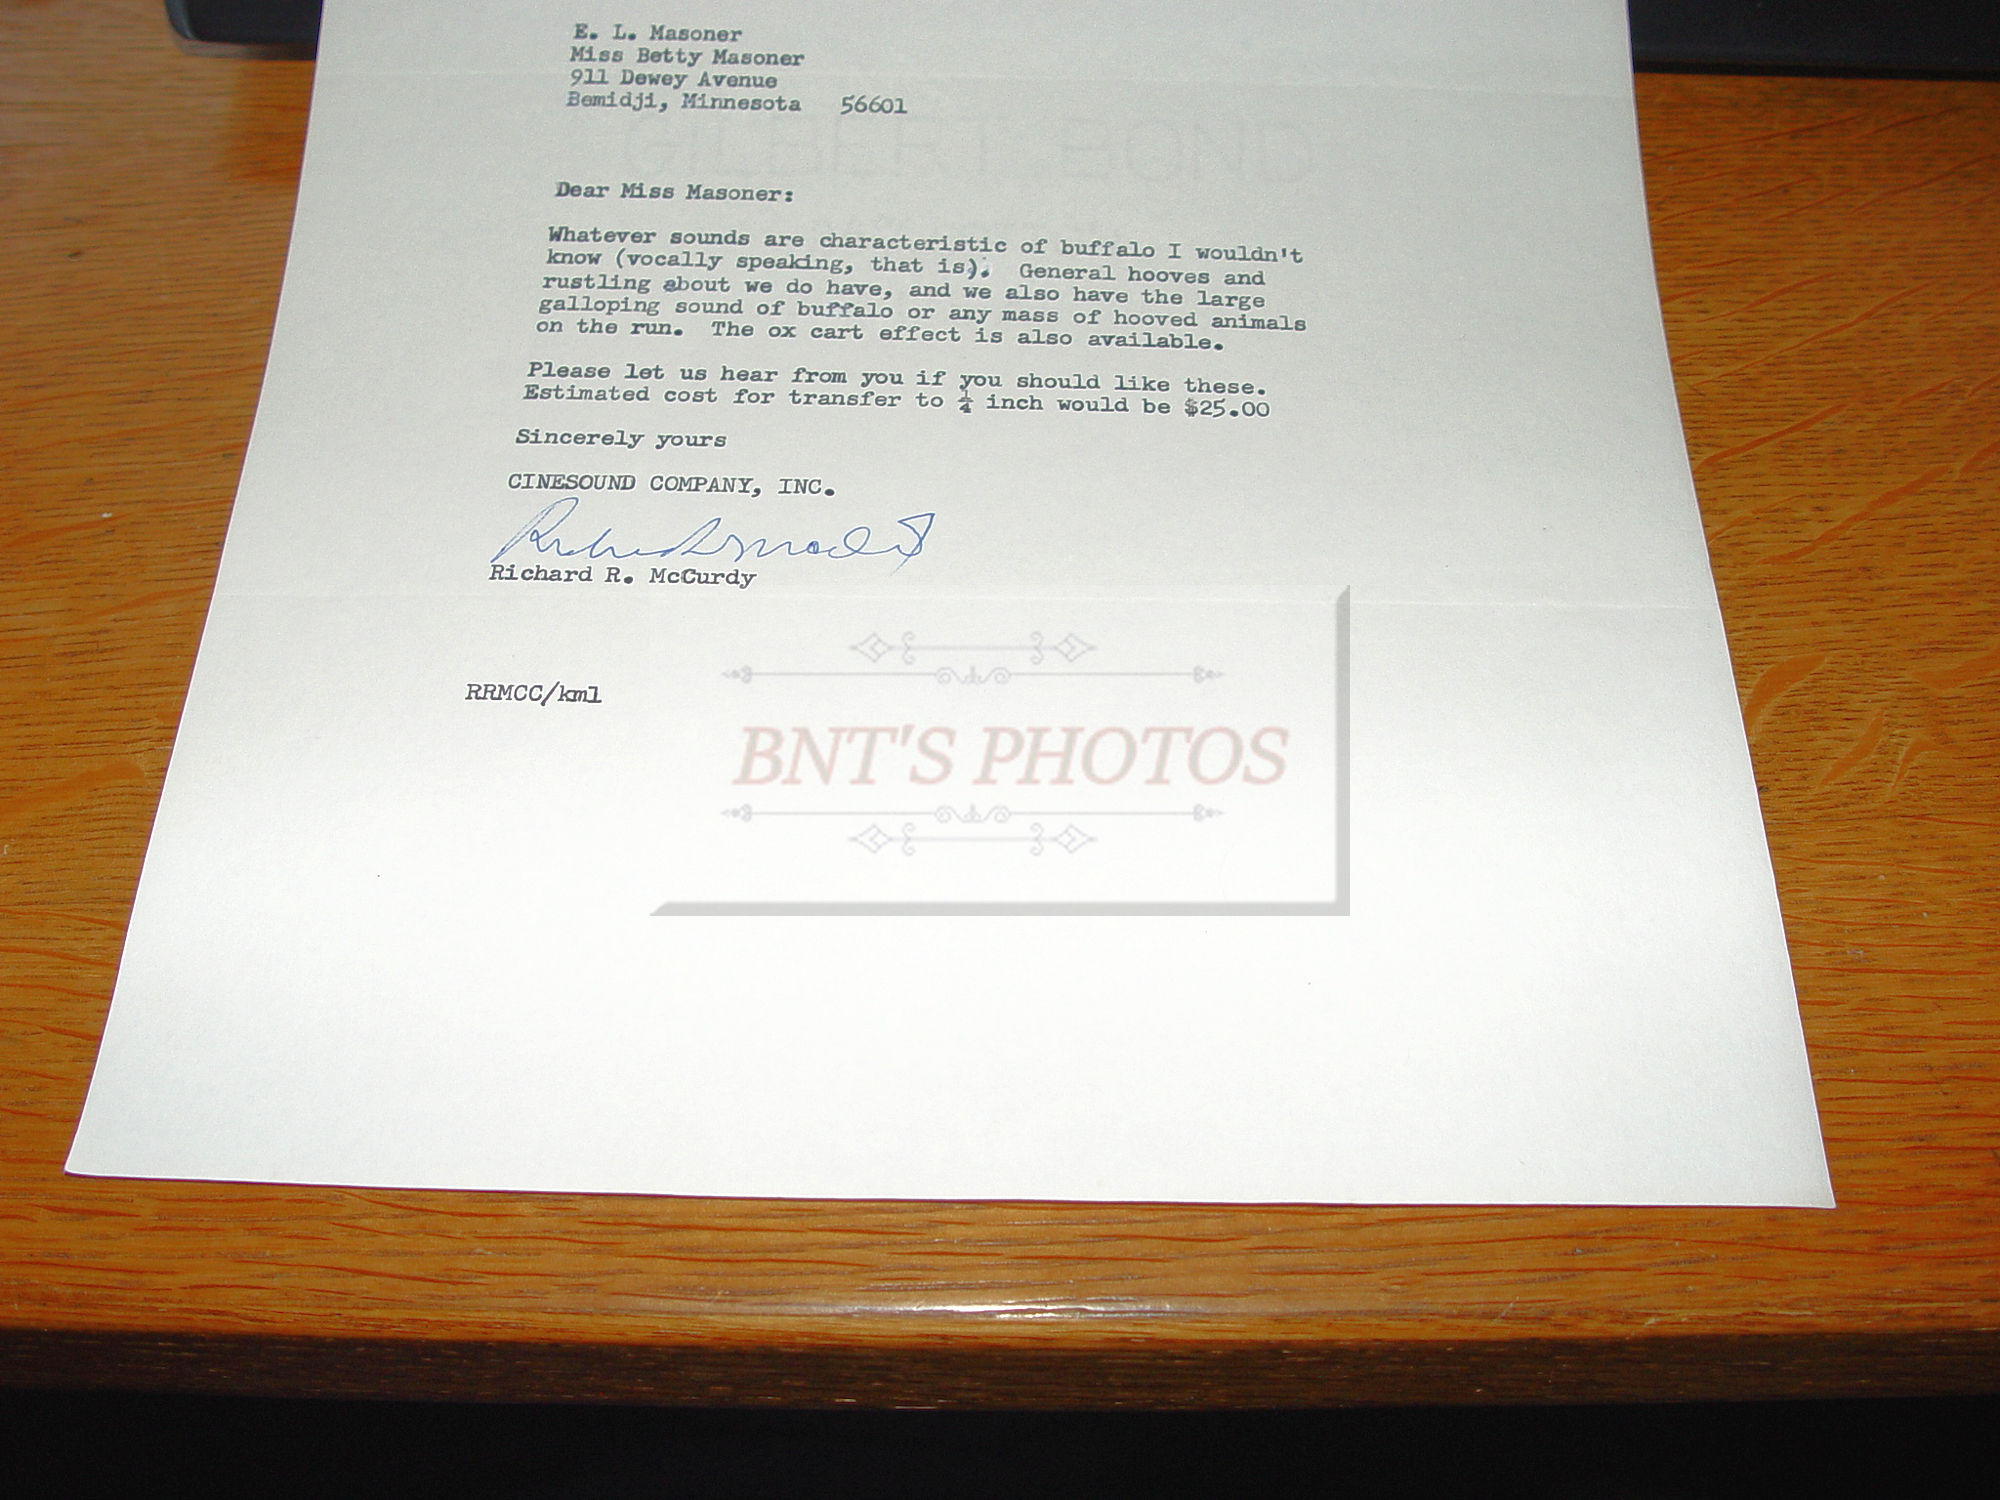 E. L. Masoner
Miss Betty Masoner
911 Dewey Avenue
Bemidji, Minnesota 56601
GILBERT BOND
Dear Miss Masoner:
Whatever sounds are characteristic of buffalo I wouldn't
know (vocally speaking, that is). General hooves and
rustling about we do have, and we also have the large
galloping sound of buffalo or any mass of hooved animals
on the run. The ox cart effect is also available.
Please let us hear from you if you should like these.
Estimated cost for transfer to ¼ inch would be $25.00
Sincerely yours
CINESOUND COMPANY, INC.
Richard R. McCurdy
RRMCC/kml
BNT'S PHOTOS